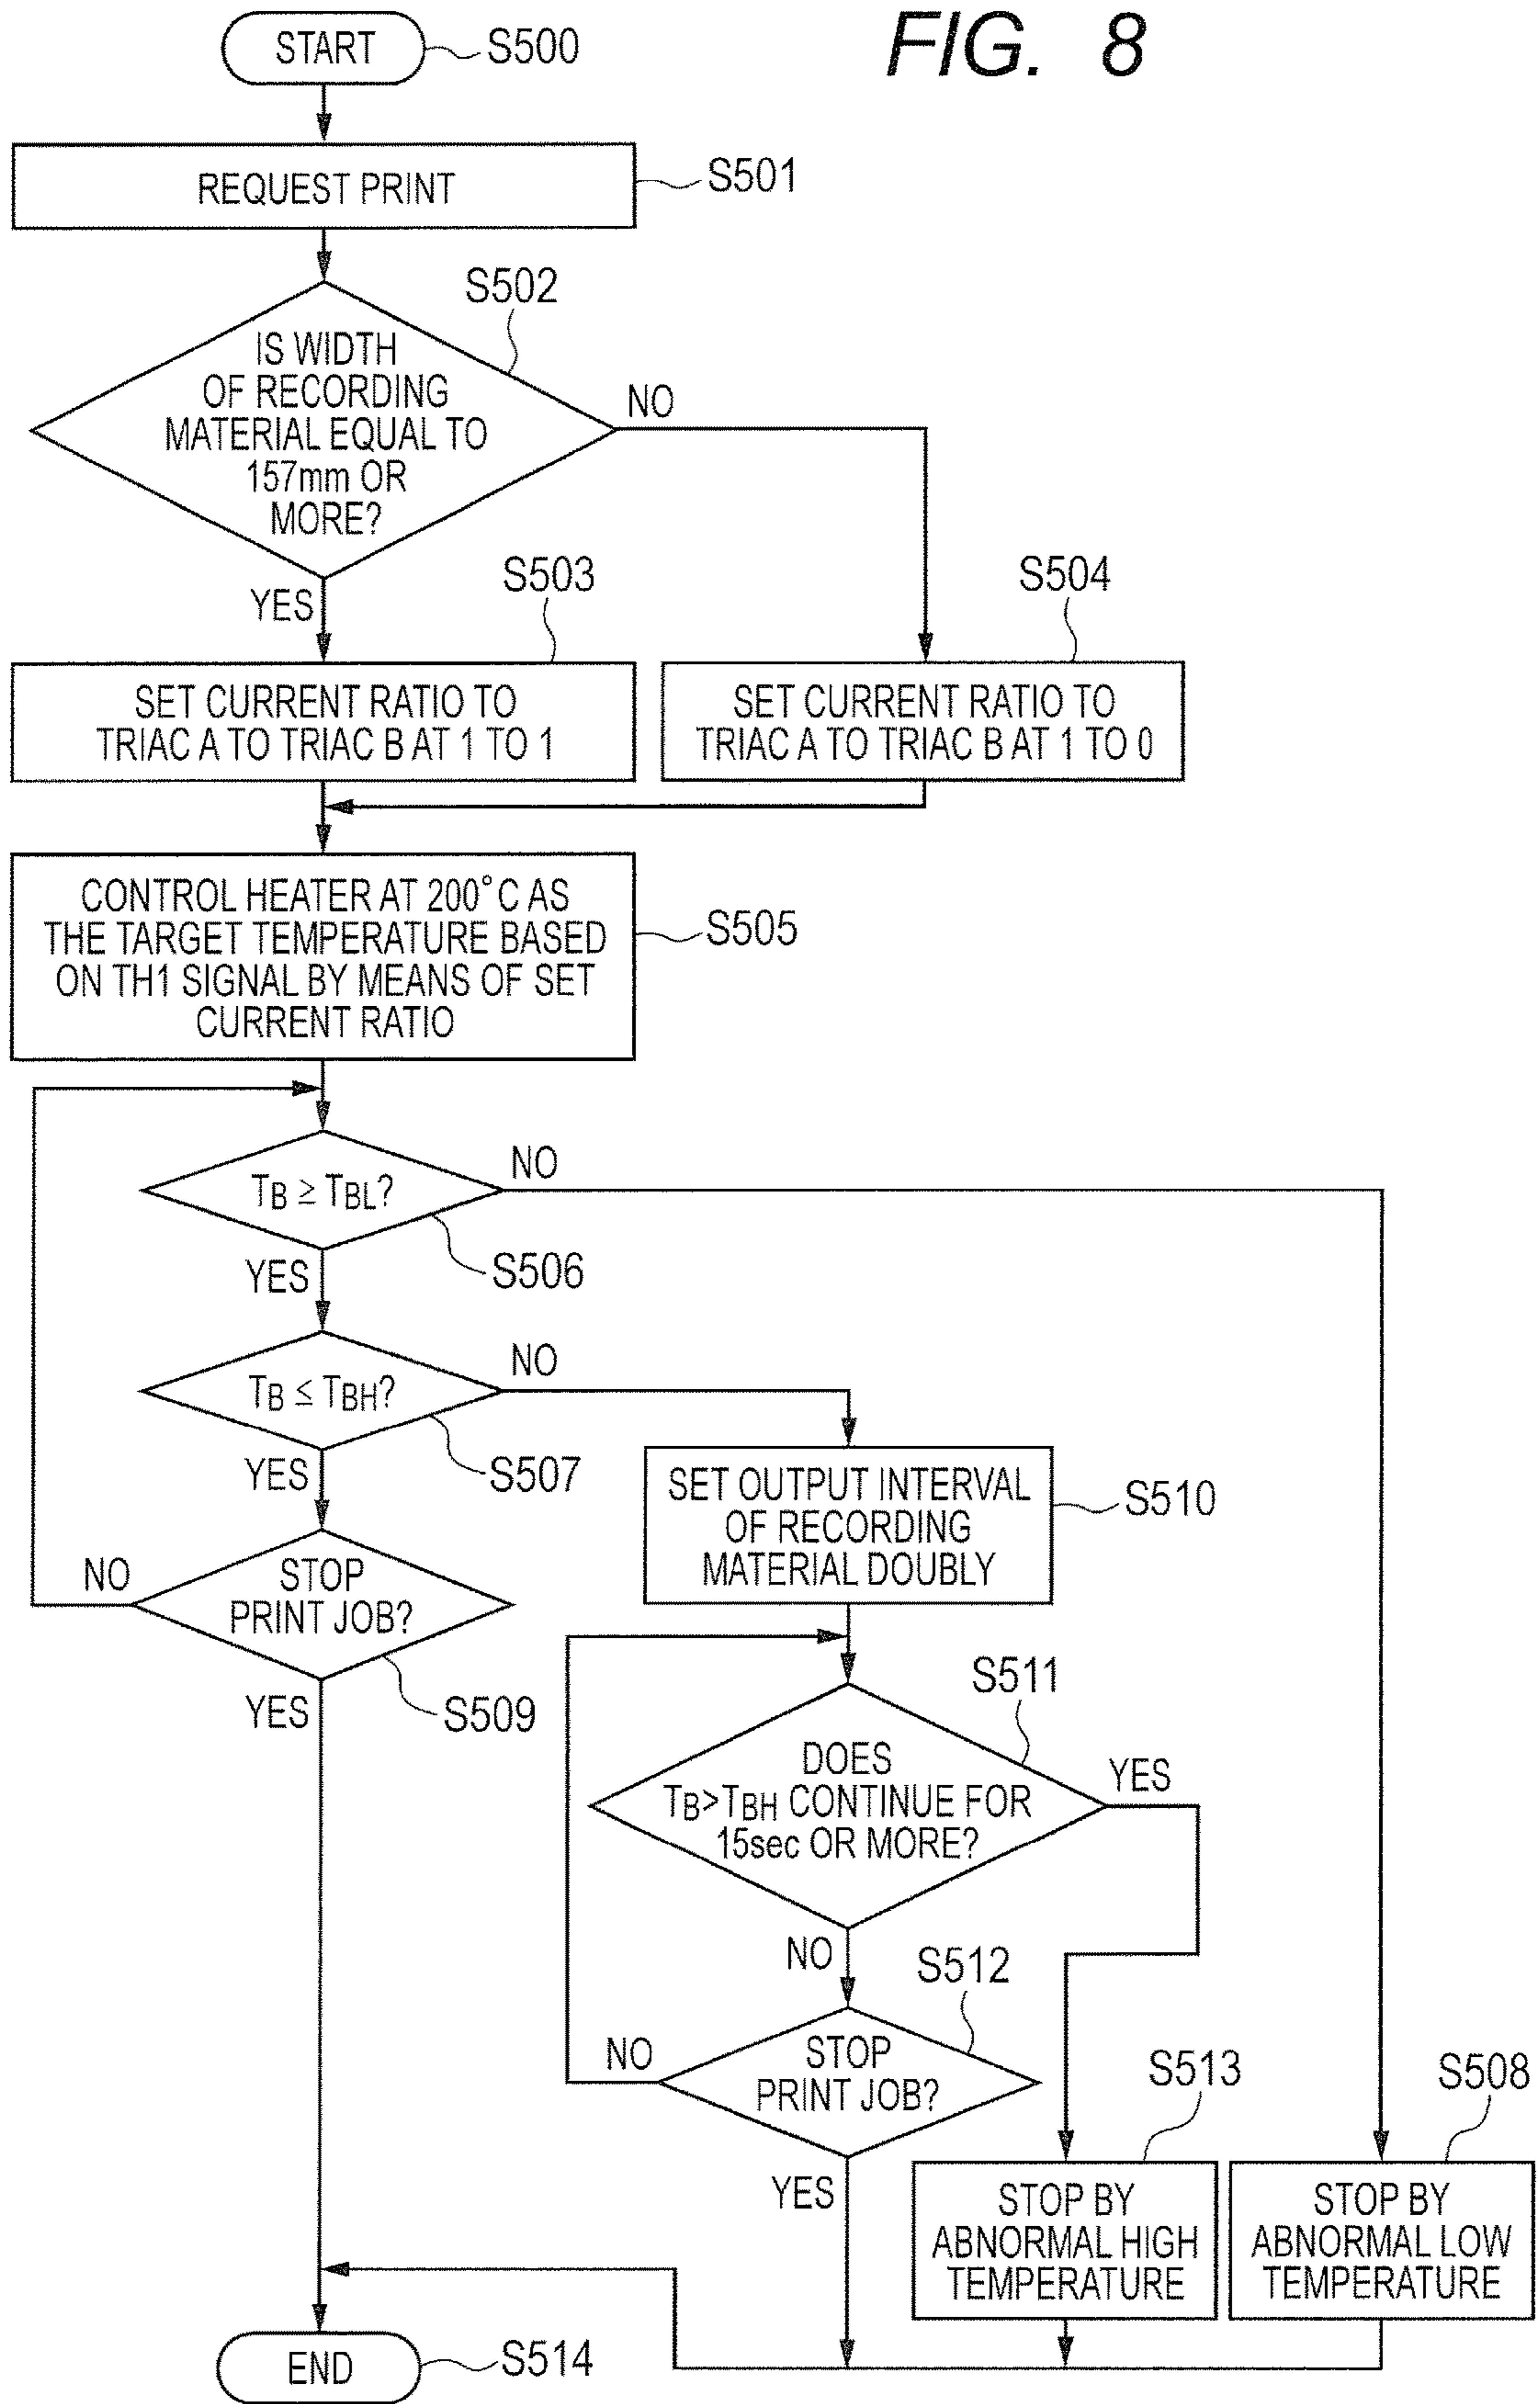 FIG. 8
START
S500
REQUEST PRINT
S501
S502
IS WIDTH
OF RECORDING
MATERIAL EQUAL TO
157mm OR
MORE?
NO
YES
S503
S504
SET CURRENT RATIO TO
TRIAC A TO TRIAC B AT 1 TO 1
SET CURRENT RATIO TO
TRIAC A TO TRIAC B AT 1 TO 0
CONTROL HEATER AT 200°C AS
THE TARGET TEMPERATURE BASED
ON TH1 SIGNAL BY MEANS OF SET
CURRENT RATIO
S505
TB ≥ TBL?
NO
YES
S506
TB ≤ TBH?
NO
YES
S507
SET OUTPUT INTERVAL
OF RECORDING
MATERIAL DOUBLY
S510
STOP
PRINT JOB?
NO
YES
S509
S511
DOES
TB>TBH CONTINUE FOR
15sec OR MORE?
YES
NO
S512
STOP
PRINT JOB?
NO
YES
S513
S508
STOP BY
ABNORMAL HIGH
TEMPERATURE
STOP BY
ABNORMAL LOW
TEMPERATURE
END
S514